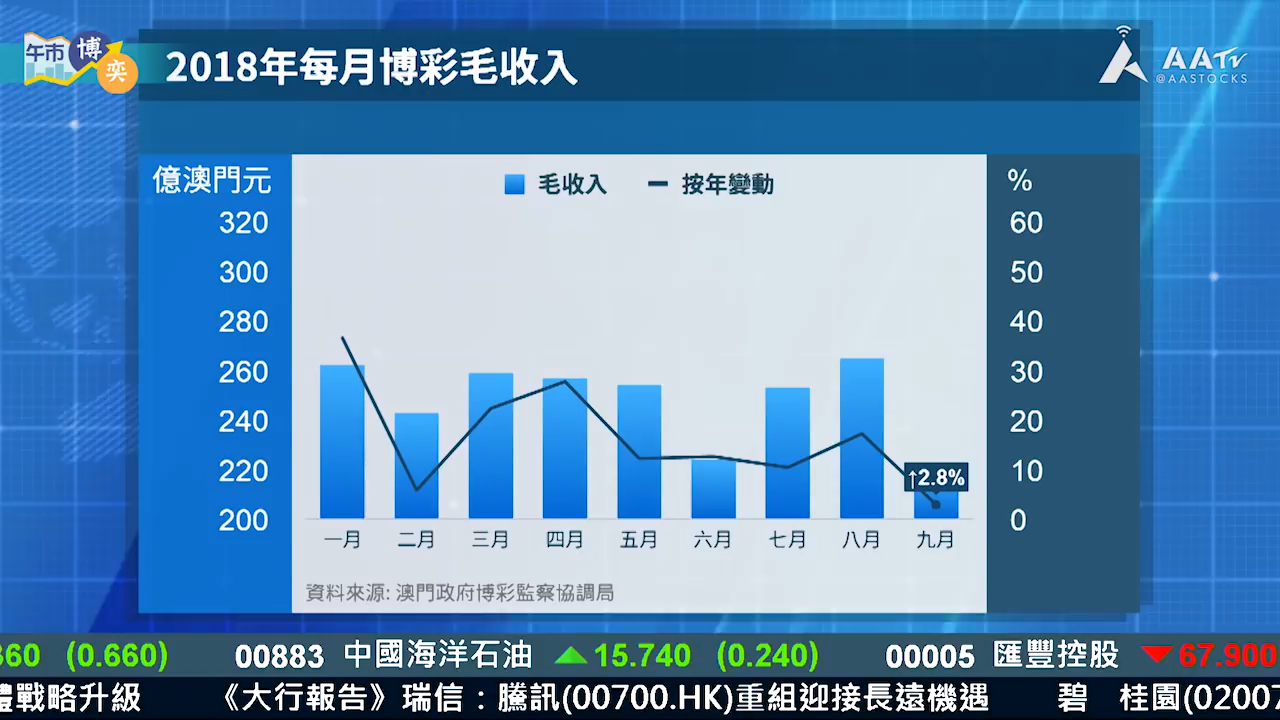 午市博弈
2018年每月博彩毛收入
AATV
@AASTOCKS
億澳門元
%
毛收入
按年變動
320
300
280
260
240
220
200
60
50
40
30
20
10
0
↑2.8%
一月 二月 三月 四月 五月 六月 七月 八月 九月
資料來源: 澳門政府博彩監察協調局
360 (0.660) 00883 中國海洋石油 ▲15.740 (0.240) 00005 匯豐控股 ▼67.900
戰略升級 《大行報告》瑞信：騰訊(00700.HK)重組迎接長遠機遇 碧 桂園(02007